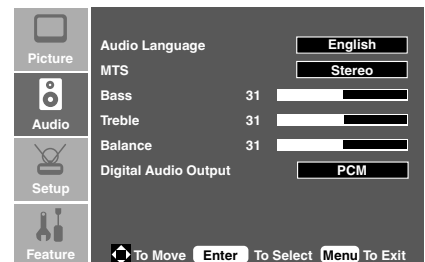 Picture
Audio
Setup
Feature
Audio Language English
MTS Stereo
Bass 31
Treble 31
Balance 31
Digital Audio Output PCM
To Move Enter To Select Menu To Exit